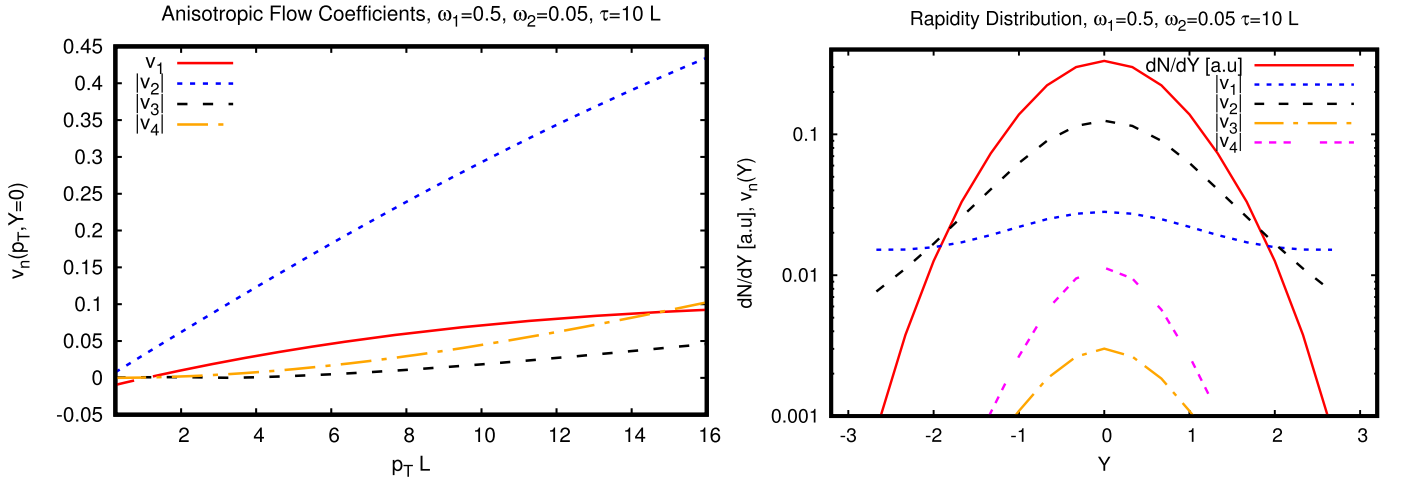 Anisotropic Flow Coefficients, ω₁=0.5, ω₂=0.05, τ=10 L
v₁
|v₂|
|v₃|
|v₄|
0.45
0.4
0.35
0.3
0.25
0.2
0.15
0.1
0.05
0
-0.05
vₙ(p_T, Y=0)
2 4 6 8 10 12 14 16
p_T L
Rapidity Distribution, ω₁=0.5, ω₂=0.05 τ=10 L
dN/dY [a.u]
|v₁|
|v₂|
|v₃|
|v₄|
0.1
0.01
0.001
dN/dY [a.u], vₙ(Y)
-3 -2 -1 0 1 2 3
Y